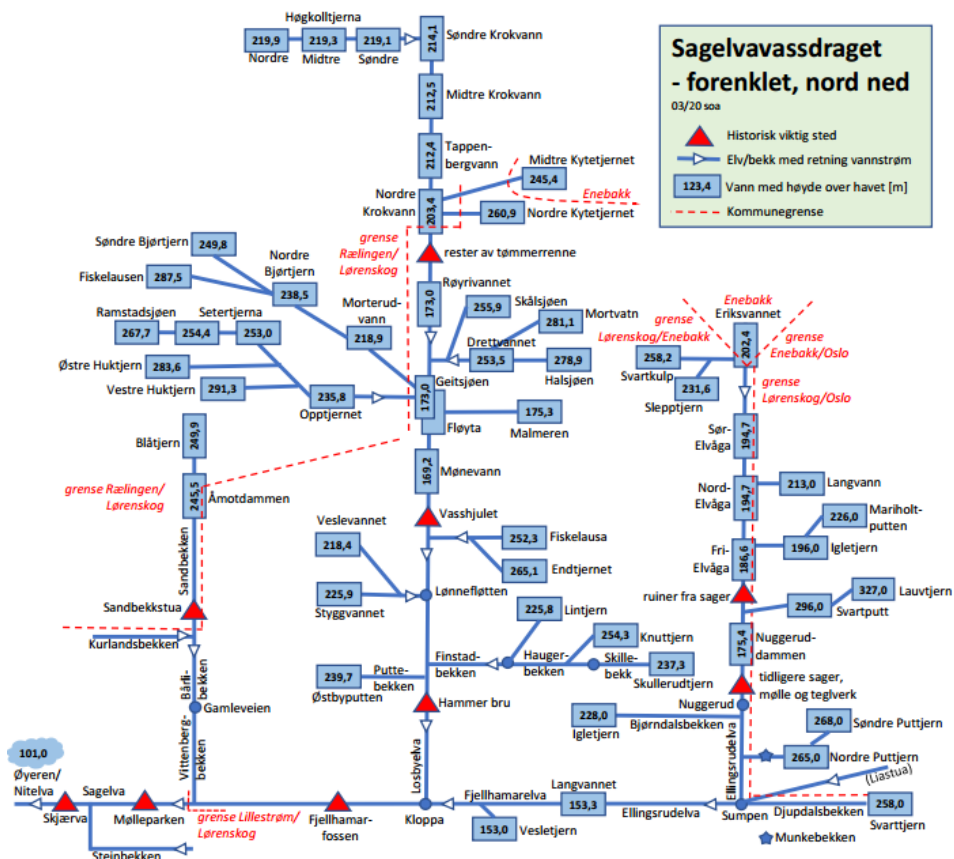 Høgkolltjerna
219,9
219,3
219,1
Nordre
Midtre
Søndre
214,1
Søndre Krokvann
212,5
Midtre Krokvann
212,4
Tappen-
bergvann
Midtre Kytetjernet
245,4
Enebakk
Nordre
Krokvann
203,4
260,9
Nordre Kytetjernet
Sagelvavassdraget
- forenklet, nord ned
03/20 soa
Historisk viktig sted
Elv/bekk med retning vannstrøm
123,4
Vann med høyde over havet [m]
Kommunegrense
grense
Rælingen/
Lørenskog
rester av tømmerrenne
Søndre Bjørtjern
249,8
Fiskelausen
287,5
Nordre
Bjørtjern
238,5
Ramstadsjøen
Setertjerna
267,7
254,4
253,0
Morterud-
vann
218,9
Østre Huktjern
283,6
Vestre Huktjern
291,3
235,8
Opptjernet
Røyrivannet
173,0
Skålsjøen
255,9
Mortvatn
281,1
Drettvannet
253,5
278,9
Halsjøen
Geitsjøen
173,0
Fløyta
175,3
Malmeren
Enebakk
Eriksvannet
202,4
grense
Lørenskog/Enebakk
grense
Enebakk/Oslo
258,2
Svartkulp
231,6
Slepptjern
grense
Lørenskog/Oslo
Sør-
Elvåga
194,7
Nord-
Elvåga
194,7
213,0
Langvann
Mariholt-
putten
226,0
Fri-
Elvåga
186,6
196,0
Igletjern
ruiner fra sager
327,0
Lauvtjern
296,0
Svartputt
175,4
Nuggerud-
dammen
tidligere sager,
mølle og teglverk
Nuggerud
228,0
Igletjern
Bjørndalsbekken
268,0
Søndre Puttjern
265,0
Nordre Puttjern
Ellingsrudelva
(Liastua)
Sumpen
Djupdalsbekken
258,0
Svarttjern
Munkebekken
Blåtjern
249,9
grense Rælingen/
Lørenskog
245,5
Åmotdammen
Sandbekken
Sandbekkstua
Kurlandsbekken
Bårli-
bekken
Gamleveien
Vittenberg-
bekken
169,2
Mønevann
Vasshjulet
Veslevannet
218,4
252,3
Fiskelausa
265,1
Endtjernet
225,9
Styggvannet
Lønnefløtten
225,8
Lintjern
254,3
Knuttjern
Finstad-
bekken
Hauger-
bekken
Skille-
bekk
237,3
Skullerudtjern
239,7
Østbyputten
Putte-
bekken
Hammer bru
Losbyelva
101,0
Øyeren/
Nitelva
Sagelva
Skjærva
Mølleparken
Steinbekken
grense Lillestrøm/
Lørenskog
Fjellhamar-
fossen
Kloppa
Fjellhamarelva
153,0
Vesletjern
Langvannet
153,3
Ellingsrudelva